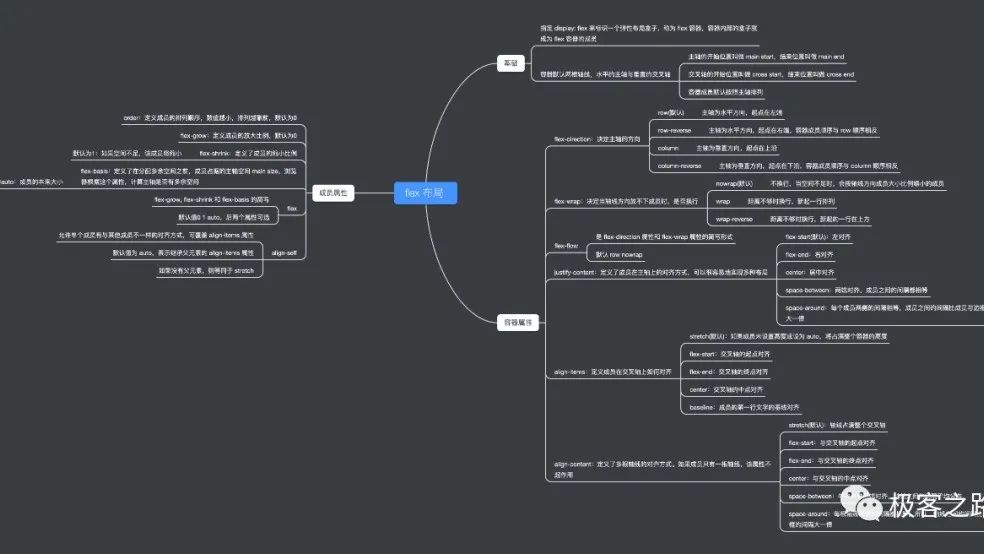 flex 布局
基础
指定 display: flex 来标识一个弹性布局盒子，称为 flex 容器，容器内部的盒子就
成为 flex 容器的成员
容器默认两根轴线，水平的主轴与垂直的交叉轴
主轴的开始位置叫做 main start，结束位置叫做 main end
交叉轴的开始位置叫做 cross start，结束位置叫做 cross end
容器成员默认按照主轴排列
容器属性
flex-direction：决定主轴的方向
row(默认) 主轴为水平方向，起点在左端
row-reverse 主轴为水平方向，起点在右端，容器成员顺序与 row 顺序相反
column 主轴为垂直方向，起点在上沿
column-reverse 主轴为垂直方向，起点在下沿，容器成员顺序与 column 顺序相反
flex-wrap：决定当轴线方向放不下成员时，是否换行
nowrap(默认) 不换行，当空间不足时，会按轴线方向成员大小比例缩小的成员
wrap 距离不够时换行，新起一行排列
wrap-reverse 距离不够时换行，新起的一行在上方
flex-flow
是 flex-direction 属性和 flex-wrap 属性的简写形式
默认 row nowrap
justify-content：定义了成员在主轴上的对齐方式，可以很容易地实现多种布局
flex-start(默认)：左对齐
flex-end：右对齐
center：居中对齐
space-between：两端对齐，成员之间的间隔都相等
space-around：每个成员两侧的间隔相等，成员之间的间隔比成员与边框
大一倍
align-items：定义成员在交叉轴上如何对齐
stretch(默认)：如果成员未设置高度或设为 auto，将占满整个容器的高度
flex-start：交叉轴的起点对齐
flex-end：交叉轴的终点对齐
center：交叉轴的中点对齐
baseline：成员的第一行文字的基线对齐
align-content：定义了多根轴线的对齐方式，如果成员只有一根轴线，该属性不
起作用
stretch(默认)：轴线占满整个交叉轴
flex-start：与交叉轴的起点对齐
flex-end：与交叉轴的终点对齐
center：与交叉轴的中点对齐
space-between：
space-around：每根轴线
框的间隔大一倍
成员属性
order：定义成员的排列顺序，数值越小，排列越靠前，默认为0
flex-grow：定义成员的放大比例，默认为0
flex-shrink：定义了成员的缩小比例
默认为1：如果空间不足，该成员将缩小
flex-basis：定义了在分配多余空间之前，成员占据的主轴空间 main size，浏览
器根据这个属性，计算主轴是否有多余空间
auto：成员的本来大小
flex
flex-grow, flex-shrink 和 flex-basis 的简写
默认值0 1 auto，后两个属性可选
align-self
允许单个成员有与其他成员不一样的对齐方式，可覆盖 align-items 属性
默认值为 auto，表示继承父元素的 align-items 属性
如果没有父元素，则等同于 stretch
极客之路